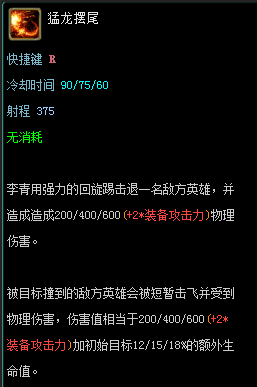 猛龙摆尾
快捷键 R
冷却时间 90/75/60
射程 375
无消耗
李青用强力的回旋踢击退一名敌方英雄，并
造成造成200/400/600(+2*装备攻击力)物理
伤害。
被目标撞到的敌方英雄会被短暂击飞并受到
物理伤害，伤害值相当于200/400/600(+2*
装备攻击力)加初始目标12/15/18%的额外生
命值。